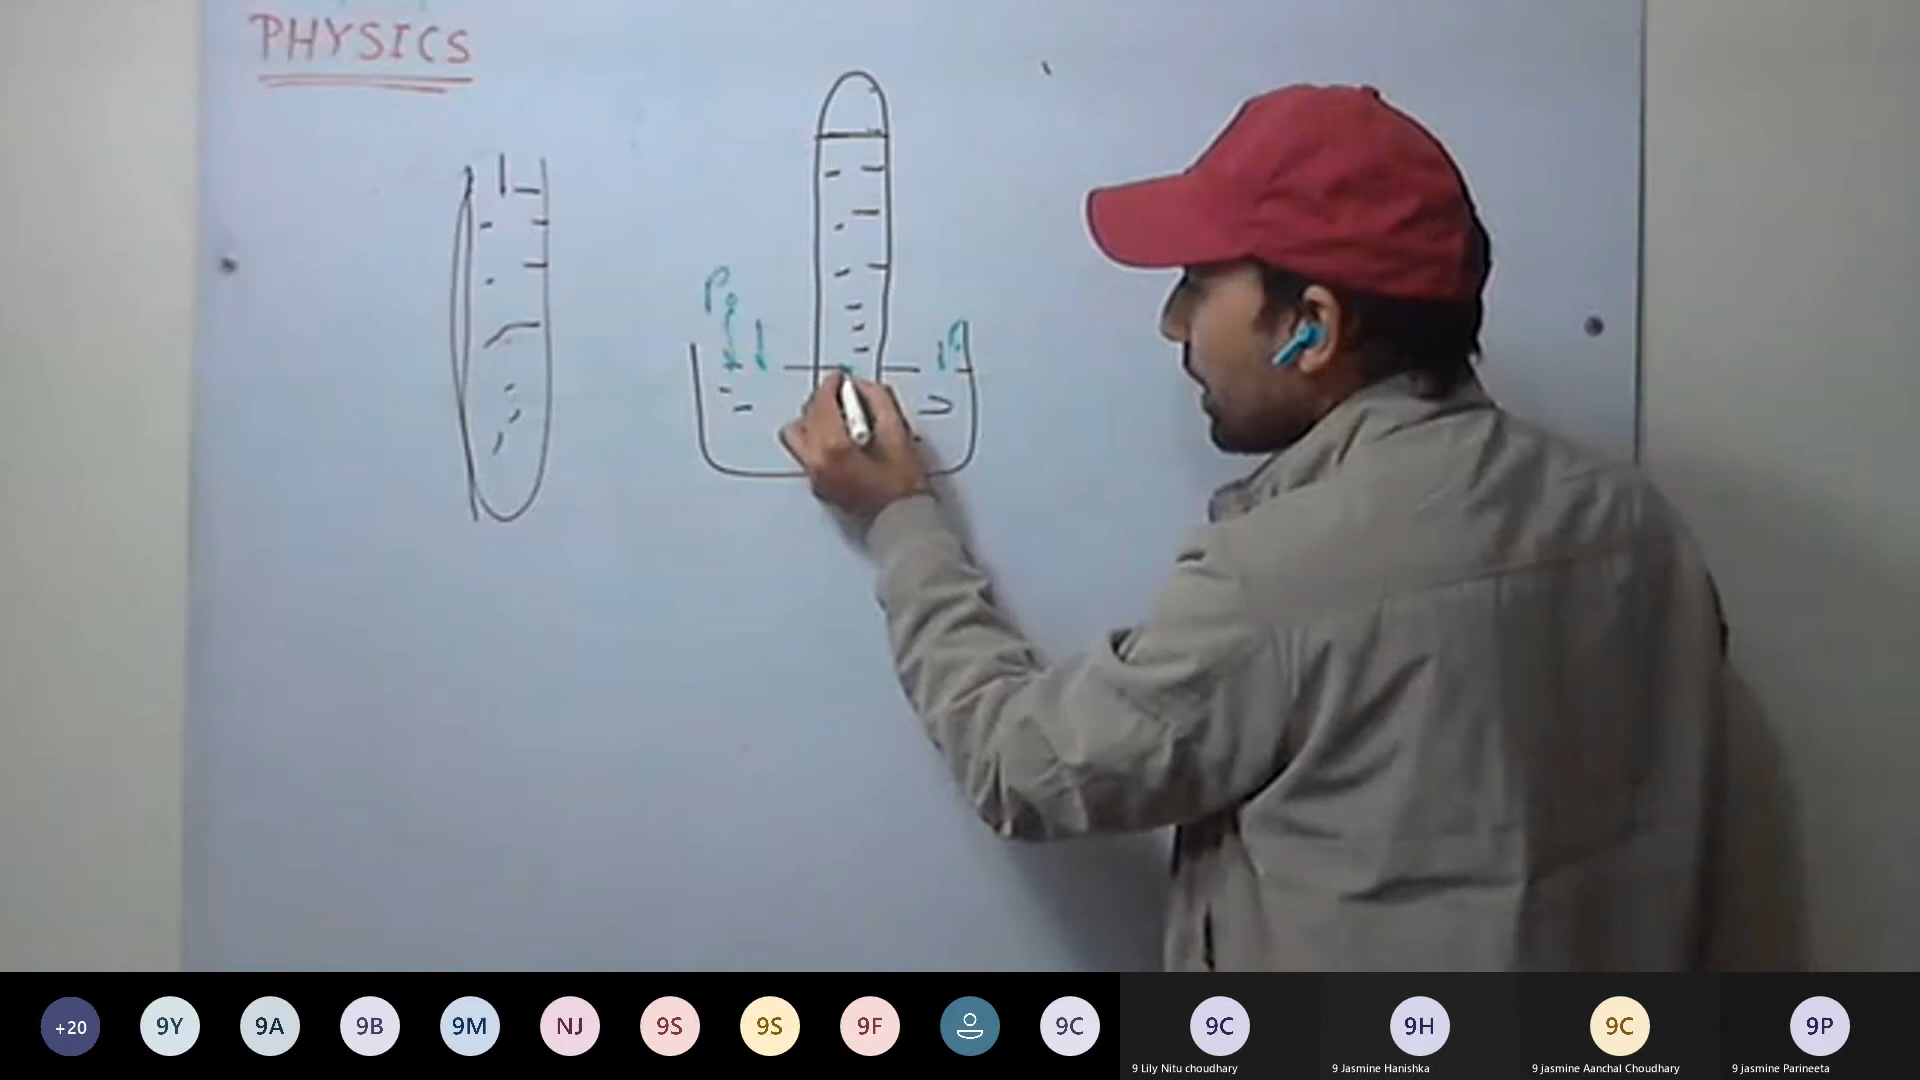 PHYSICS
P₀
+20
9Y
9A
9B
9M
NJ
9S
9S
9F
9C
9C
9H
9C
9P
9 Lily Nitu choudhary
9 Jasmine Hanishka
9 jasmine Aanchal Choudhary
9 jasmine Parineeta